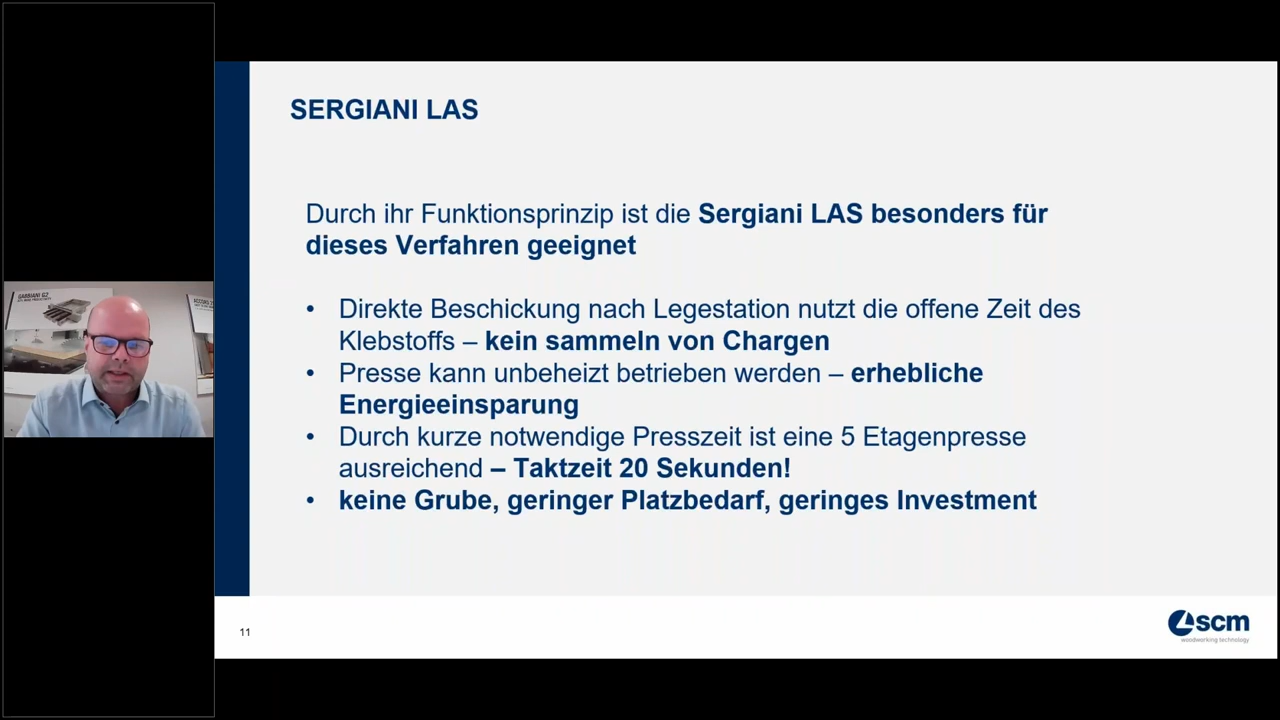 SERGIANI LAS
Durch ihr Funktionsprinzip ist die Sergiani LAS besonders für
dieses Verfahren geeignet
• Direkte Beschickung nach Legestation nutzt die offene Zeit des
Klebstoffs – kein sammeln von Chargen
• Presse kann unbeheizt betrieben werden – erhebliche
Energieeinsparung
• Durch kurze notwendige Presszeit ist eine 5 Etagenpresse
ausreichend – Taktzeit 20 Sekunden!
• keine Grube, geringer Platzbedarf, geringes Investment
11
scm
woodworking technology
GABBIANI G2